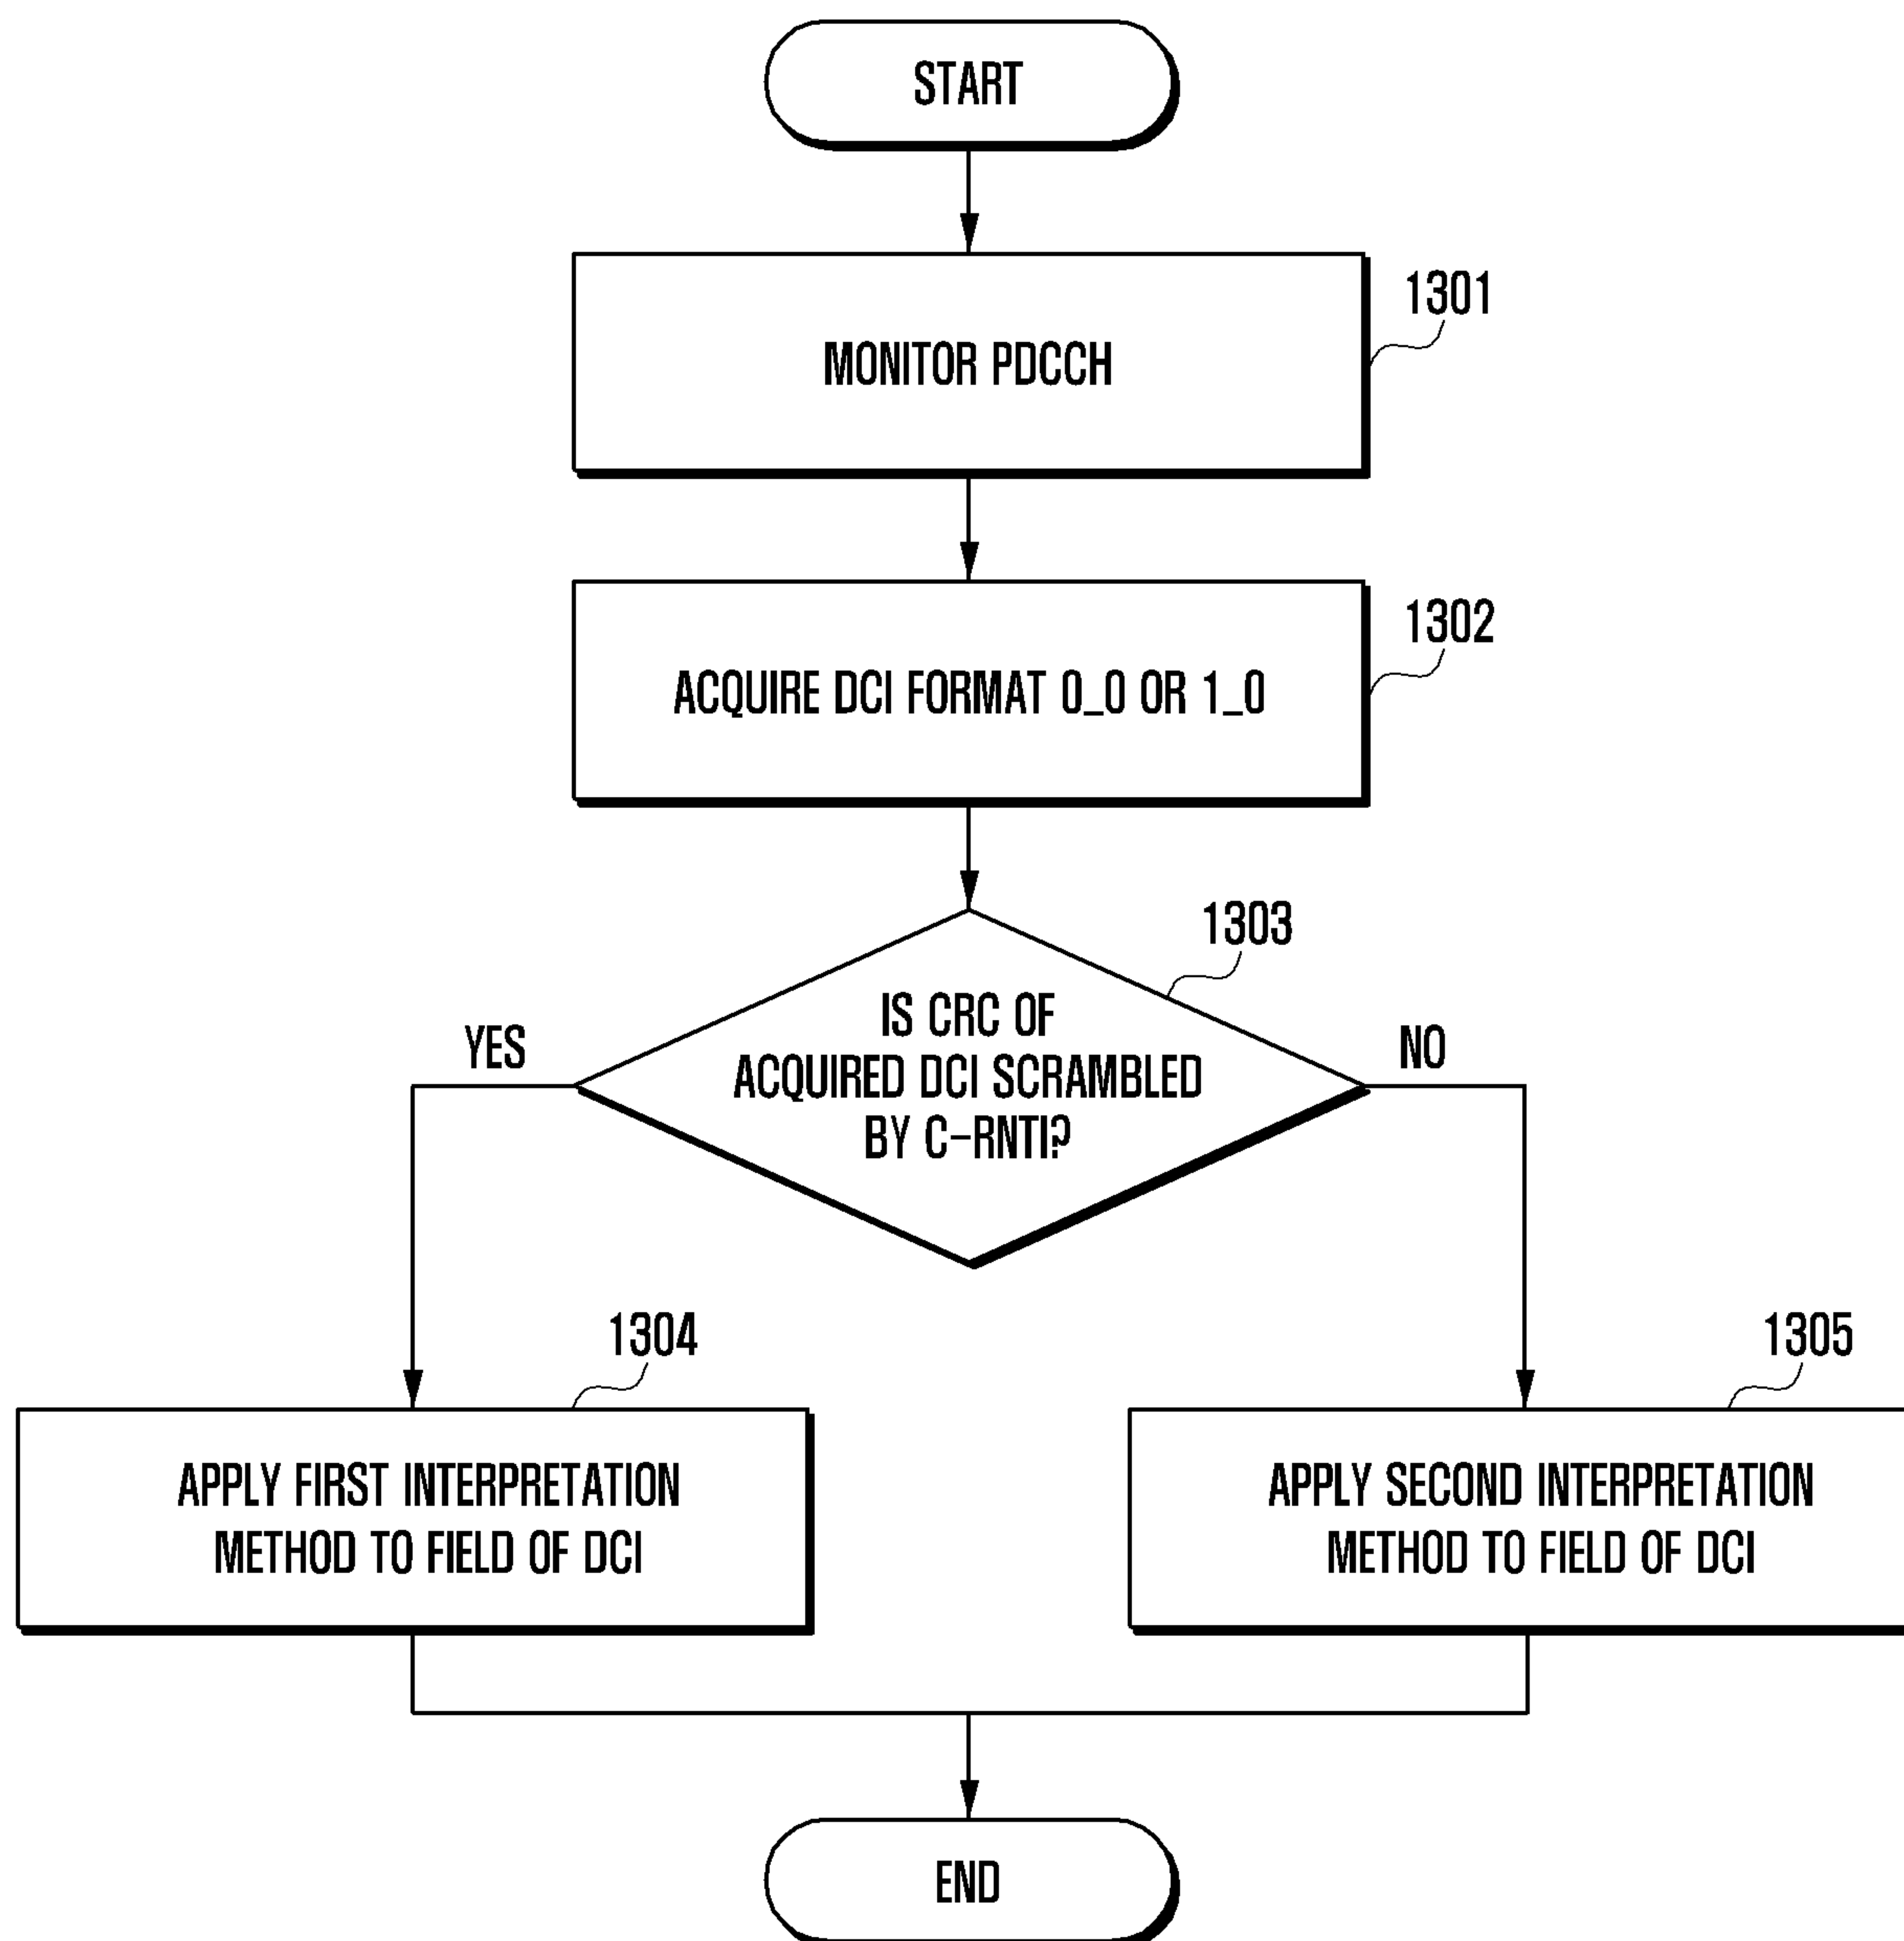 START
1301
MONITOR PDCCH
1302
ACQUIRE DCI FORMAT 0_0 OR 1_0
1303
IS CRC OF
ACQUIRED DCI SCRAMBLED
BY C-RNTI?
YES
NO
1304
APPLY FIRST INTERPRETATION
METHOD TO FIELD OF DCI
1305
APPLY SECOND INTERPRETATION
METHOD TO FIELD OF DCI
END